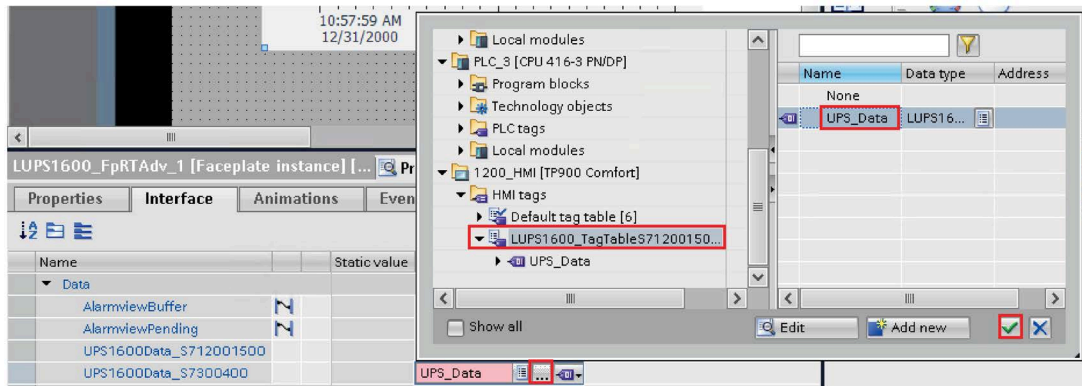 10:57:59 AM
12/31/2000
LUPS1600_FpRTAdv_1 [Faceplate instance] [... Pr
Properties Interface Animations Even
Name Static value
Data
AlarmviewBuffer
AlarmviewPending
UPS1600Data_S712001500
UPS1600Data_S7300400
UPS_Data ...
Local modules
PLC_3 [CPU 416-3 PN/DP]
Program blocks
Technology objects
PLC tags
Local modules
1200_HMI [TP900 Comfort]
HMI tags
Default tag table [6]
LUPS1600_TagTableS71200150...
UPS_Data
Show all
Name Data type Address
None
UPS_Data LUPS16...
Edit Add new